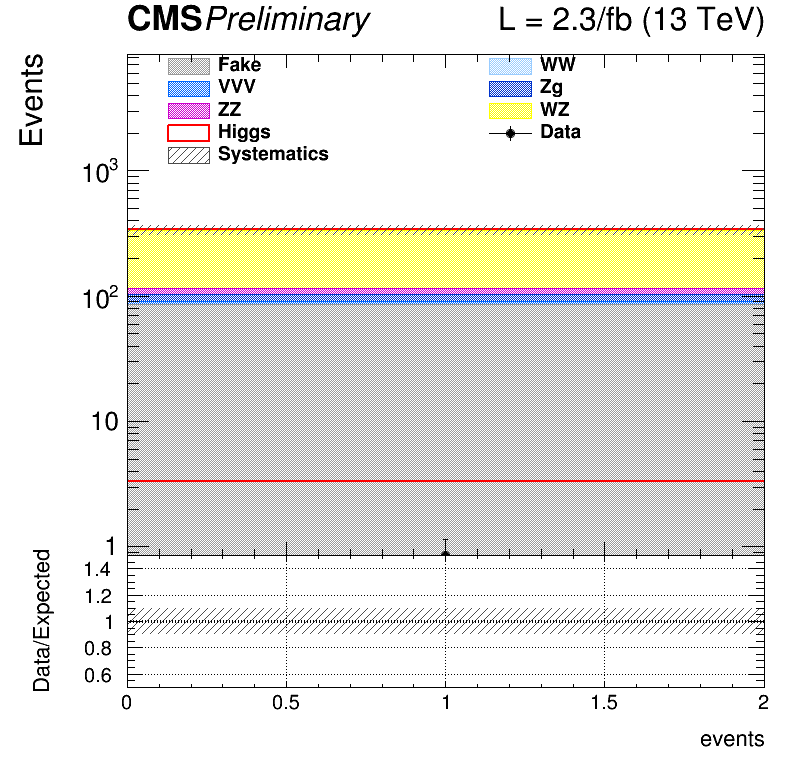 CMS Preliminary L = 2.3/fb (13 TeV)
Events
Fake WW
VVV Zg
ZZ WZ
Higgs Data
Systematics
10³
10²
10
1
Data/Expected
1.4
1.2
1
0.8
0.6
0 0.5 1 1.5 2
events